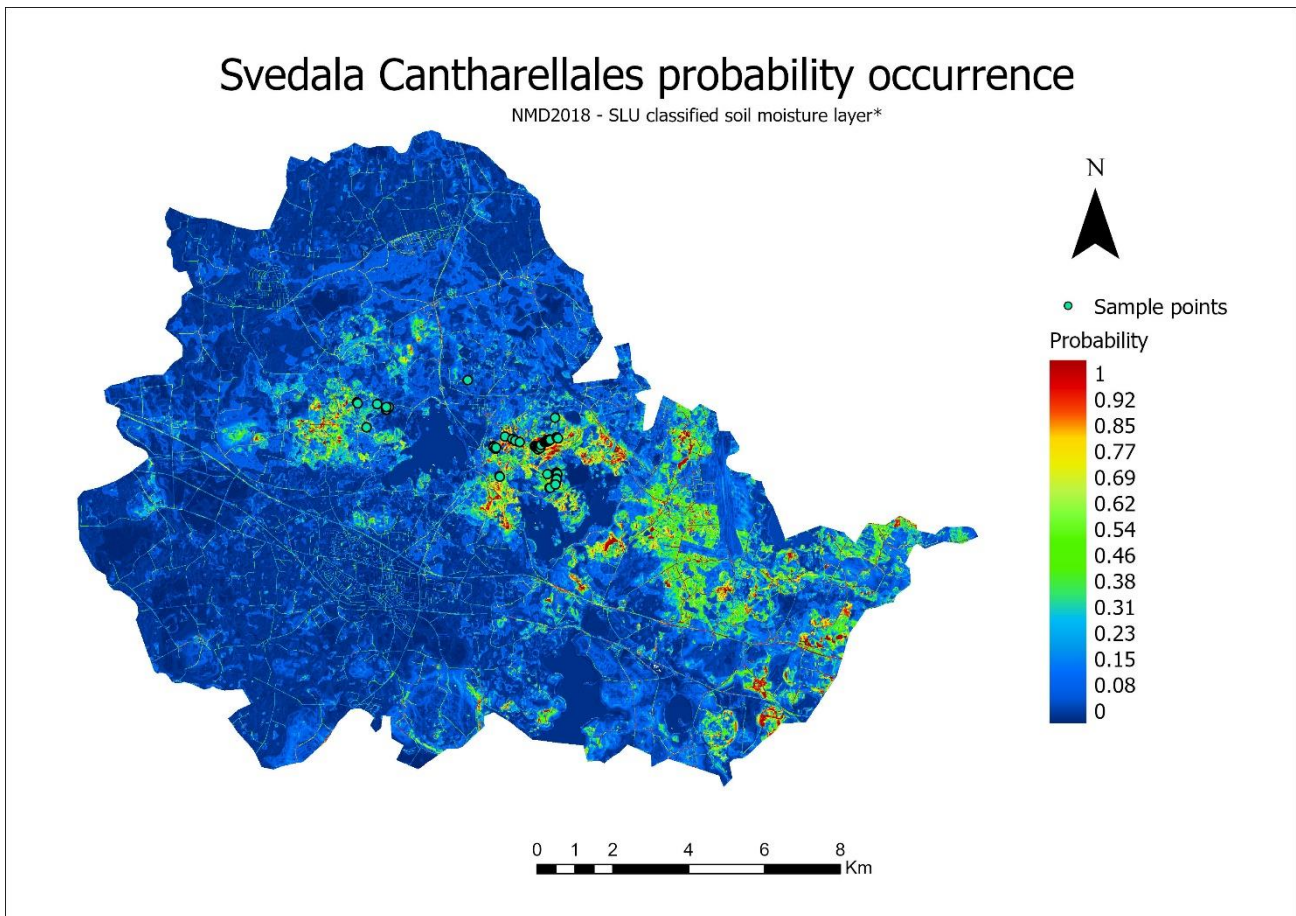 Svedala Cantharellales probability occurrence
NMD2018 - SLU classified soil moisture layer*
N
Sample points
Probability
1
0.92
0.85
0.77
0.69
0.62
0.54
0.46
0.38
0.31
0.23
0.15
0.08
0
0 1 2 4 6 8
Km